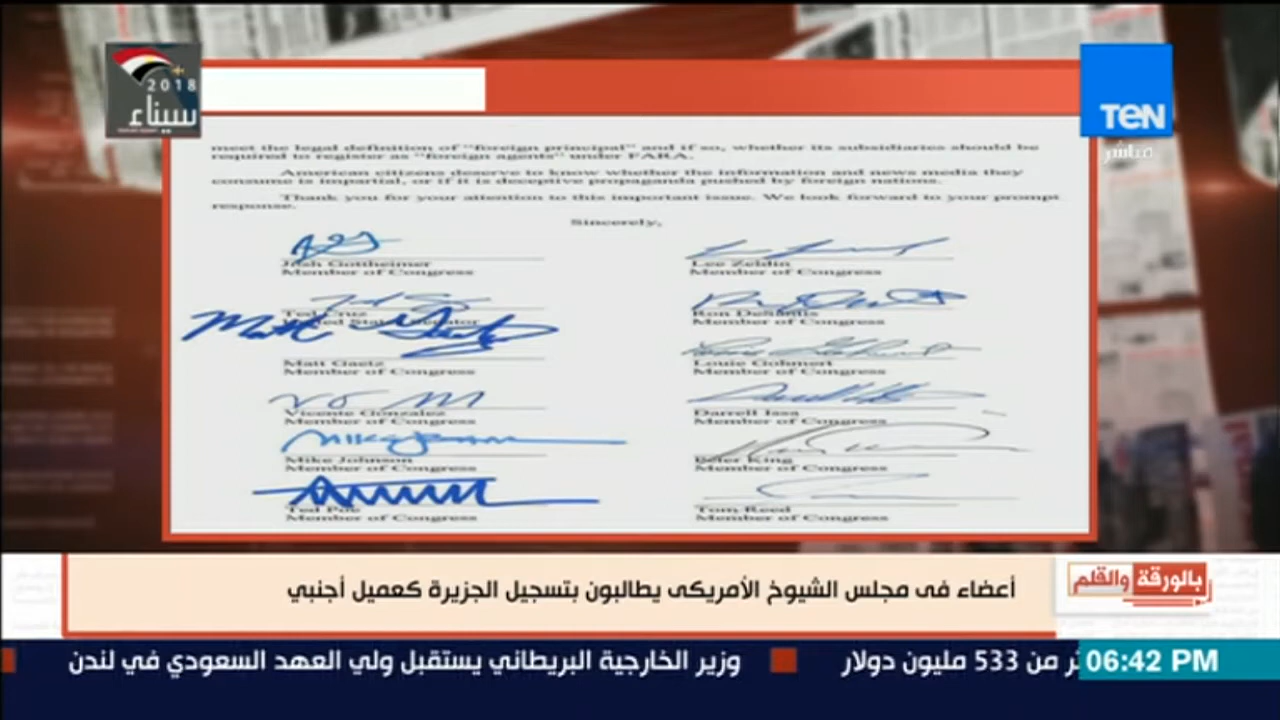 2018
سيناء
TEN
مباشر
meet the legal definition of "foreign principal" and if so, whether its subsidiaries should be
required to register as "foreign agents" under FARA.
American citizens deserve to know whether the information and news media they
consume is impartial, or if it is deceptive propaganda pushed by foreign nations.
Thank you for your attention to this important issue. We look forward to your prompt
response.
Sincerely,
Josh Gottheimer
Member of Congress
Lee Zeldin
Member of Congress
Ted Cruz
United States Senator
Ron DeSantis
Member of Congress
Matt Gaetz
Member of Congress
Louie Gohmert
Member of Congress
Vicente Gonzalez
Member of Congress
Darrell Issa
Member of Congress
Mike Johnson
Member of Congress
Peter King
Member of Congress
Ted Poe
Member of Congress
Tom Reed
Member of Congress
بالورقة والقلم
أعضاء فى مجلس الشيوخ الأمريكى يطالبون بتسجيل الجزيرة كعميل أجنبي
06:42 PM
ثر من 533 مليون دولار
وزير الخارجية البريطاني يستقبل ولي العهد السعودي في لندن